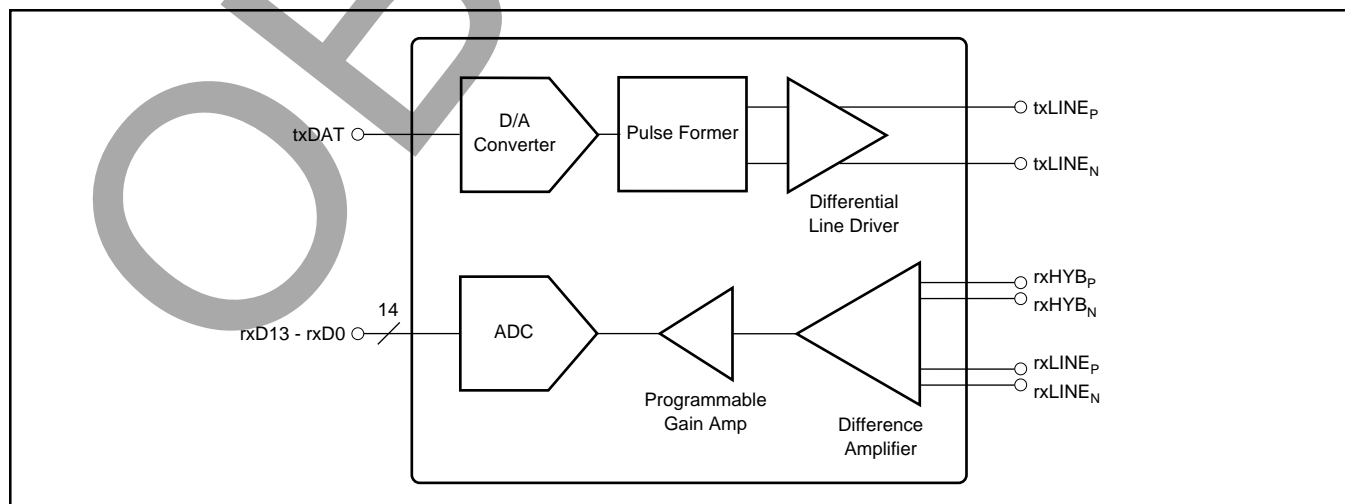 O
txDAT
D/A
Converter
Pulse Former
Differential
Line Driver
txLINEP
txLINEN
rxD13 - rxD0
14
ADC
Programmable
Gain Amp
Difference
Amplifier
rxHYBP
rxHYBN
rxLINEP
rxLINEN